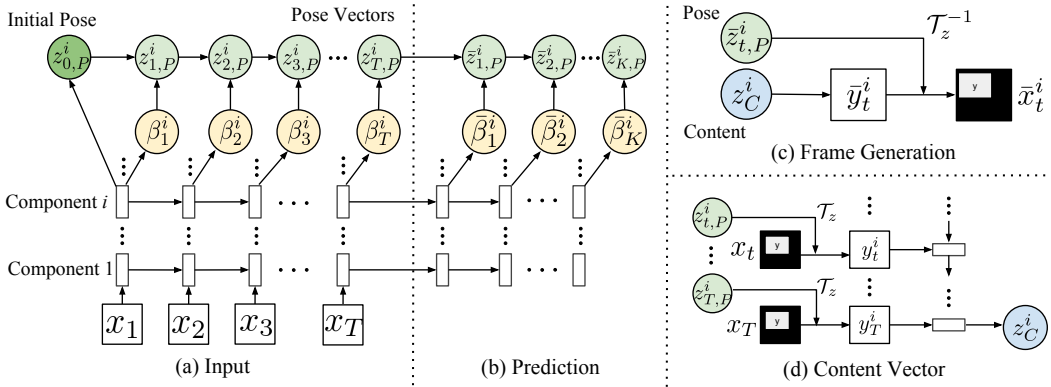 Initial Pose
Pose Vectors
z^i_{0,P} z^i_{1,P} z^i_{2,P} z^i_{3,P} ... z^i_{T,P} z̄^i_{1,P} z̄^i_{2,P} ... z̄^i_{K,P}
β^i_1 β^i_2 β^i_3 β^i_T β̄^i_1 β̄^i_2 β̄^i_K
Component i
Component 1
x_1 x_2 x_3 x_T
(a) Input
(b) Prediction
Pose
z̄^i_{t,P}
𝒯_z^{-1}
z^i_C
ȳ^i_t
y
x̄^i_t
Content
(c) Frame Generation
z^i_{t,P}
𝒯_z
x_t
y
y^i_t
z^i_{T,P}
𝒯_z
x_T
y
y^i_T
z^i_C
(d) Content Vector